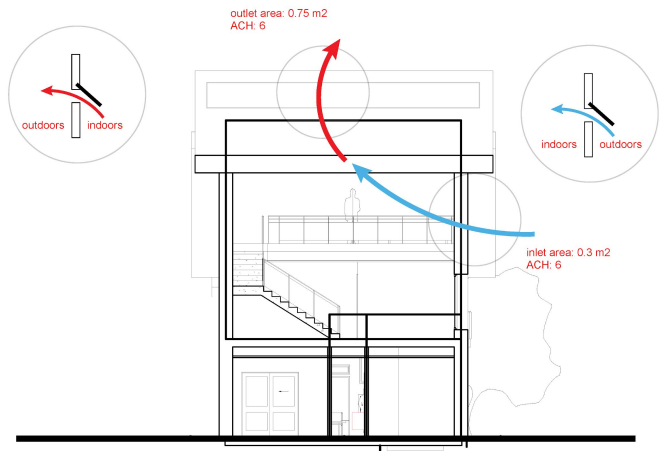 outlet area: 0.75 m2
ACH: 6
outdoors indoors
indoors outdoors
inlet area: 0.3 m2
ACH: 6